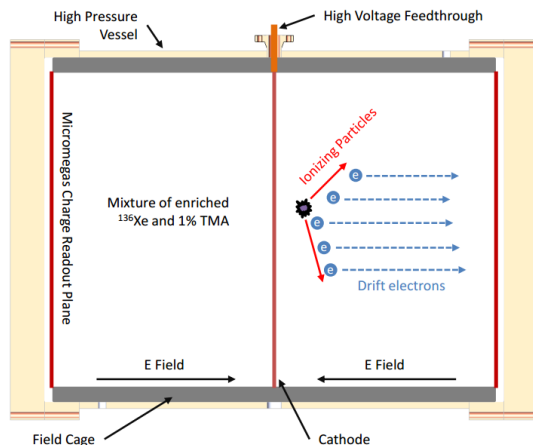 High Pressure
Vessel
High Voltage Feedthrough
Micromegas Charge Readout Plane
Mixture of enriched
¹³⁶Xe and 1% TMA
Ionizing Particles
e
e
e
e
e
Drift electrons
E Field
E Field
Field Cage
Cathode